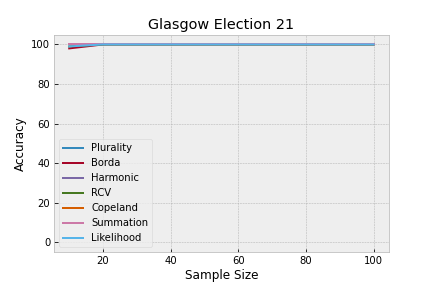 Glasgow Election 21
100
80
60
40
20
0
Accuracy
Plurality
Borda
Harmonic
RCV
Copeland
Summation
Likelihood
20 40 60 80 100
Sample Size